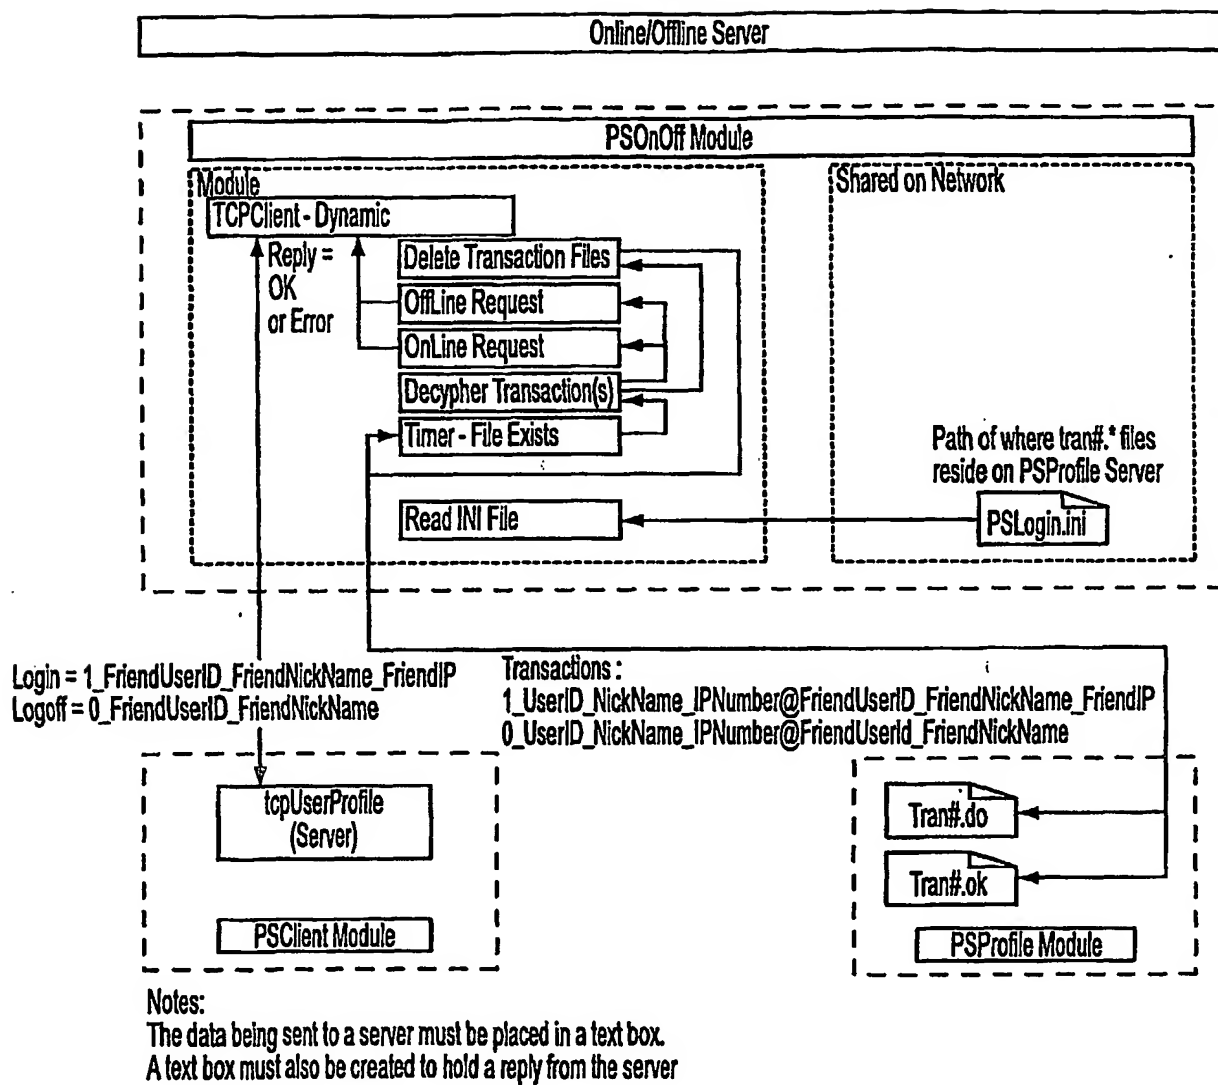 Online/Offline Server
PSOnOff Module
Module
TCPClient - Dynamic
Shared on Network
Reply =
OK
or Error
Delete Transaction Files
OffLine Request
OnLine Request
Decypher Transaction(s)
Timer - File Exists
Read INI File
Path of where tran#.* files
reside on PSProfile Server
PSLogin.ini
Login = 1_FriendUserID_FriendNickName_FriendIP
Logoff = 0_FriendUserID_FriendNickName
Transactions :
1_UserID_NickName_IPNumber@FriendUserID_FriendNickName_FriendIP
0_UserID_NickName_IPNumber@FriendUserId_FriendNickName
tcpUserProfile
(Server)
PSClient Module
Tran#.do
Tran#.ok
PSProfile Module
Notes:
The data being sent to a server must be placed in a text box.
A text box must also be created to hold a reply from the server